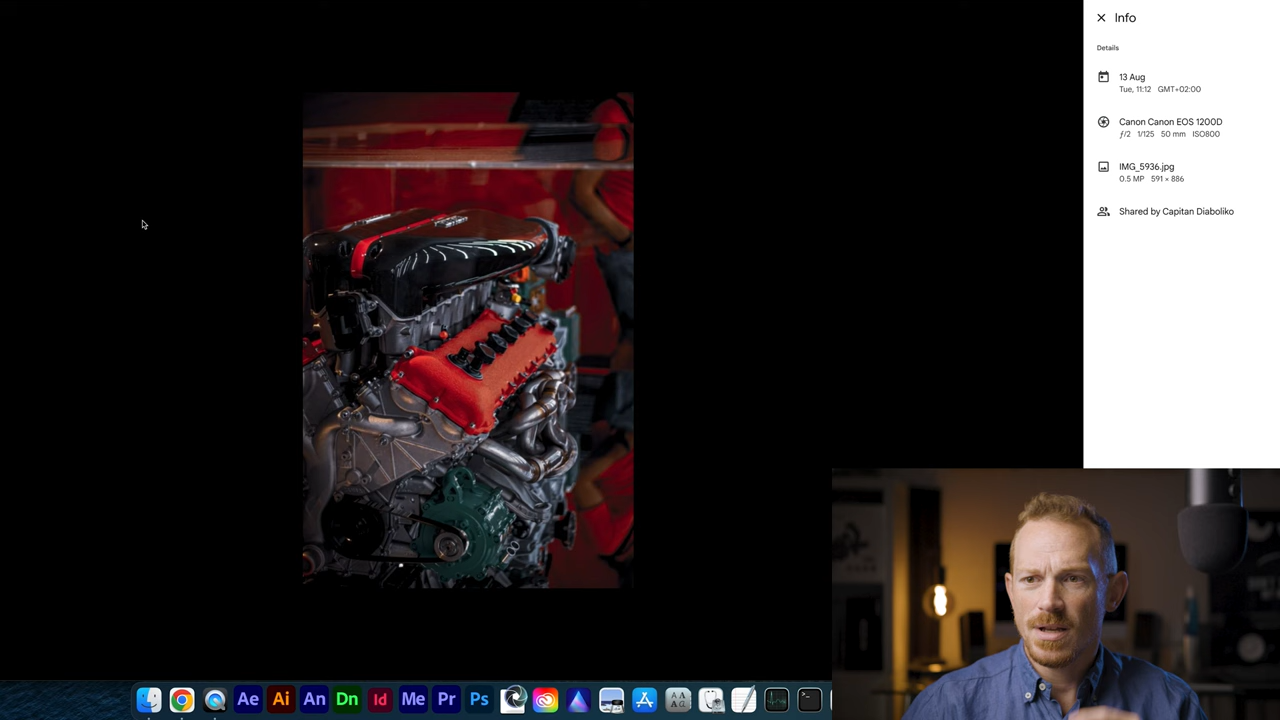 Info
Details
13 Aug
Tue, 11:12 GMT+02:00
Canon Canon EOS 1200D
ƒ/2 1/125 50 mm ISO800
IMG_5936.jpg
0.5 MP 591 × 886
Shared by Capitan Diaboliko
Ae Ai An Dn Id Me Pr Ps